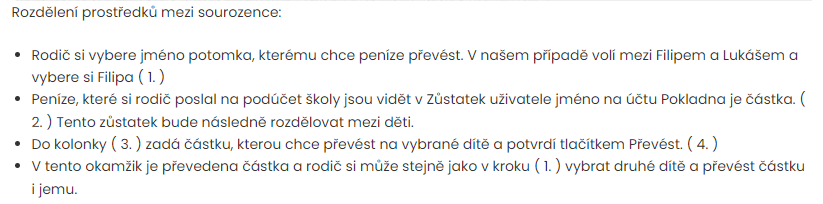 Rozdělení prostředků mezi sourozence:
• Rodič si vybere jméno potomka, kterému chce peníze převést. V našem případě volí mezi Filipem a Lukášem a
vybere si Filipa ( 1. )
• Peníze, které si rodič poslal na podúčet školy jsou vidět v Zůstatek uživatele jméno na účtu Pokladna je částka. (
2. ) Tento zůstatek bude následně rozdělovat mezi děti.
• Do kolonky ( 3. ) zadá částku, kterou chce převést na vybrané dítě a potvrdí tlačítkem Převést. ( 4. )
• V tento okamžik je převedena částka a rodič si může stejně jako v kroku ( 1. ) vybrat druhé dítě a převést částku
i jemu.